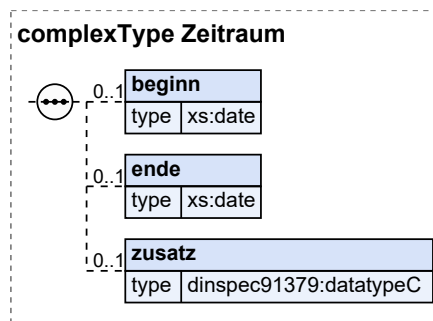 complexType Zeitraum
0..1 beginn
type xs:date
0..1 ende
type xs:date
0..1 zusatz
type dinspec91379:datatypeC